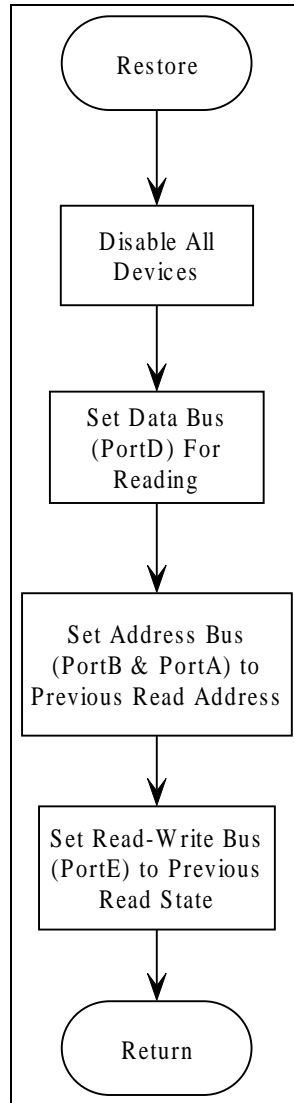 Restore
Disable All
Devices
Set Data Bus
(PortD) For
Reading
Set Address Bus
(PortB & PortA) to
Previous Read Address
Set Read-Write Bus
(PortE) to Previous
Read State
Return